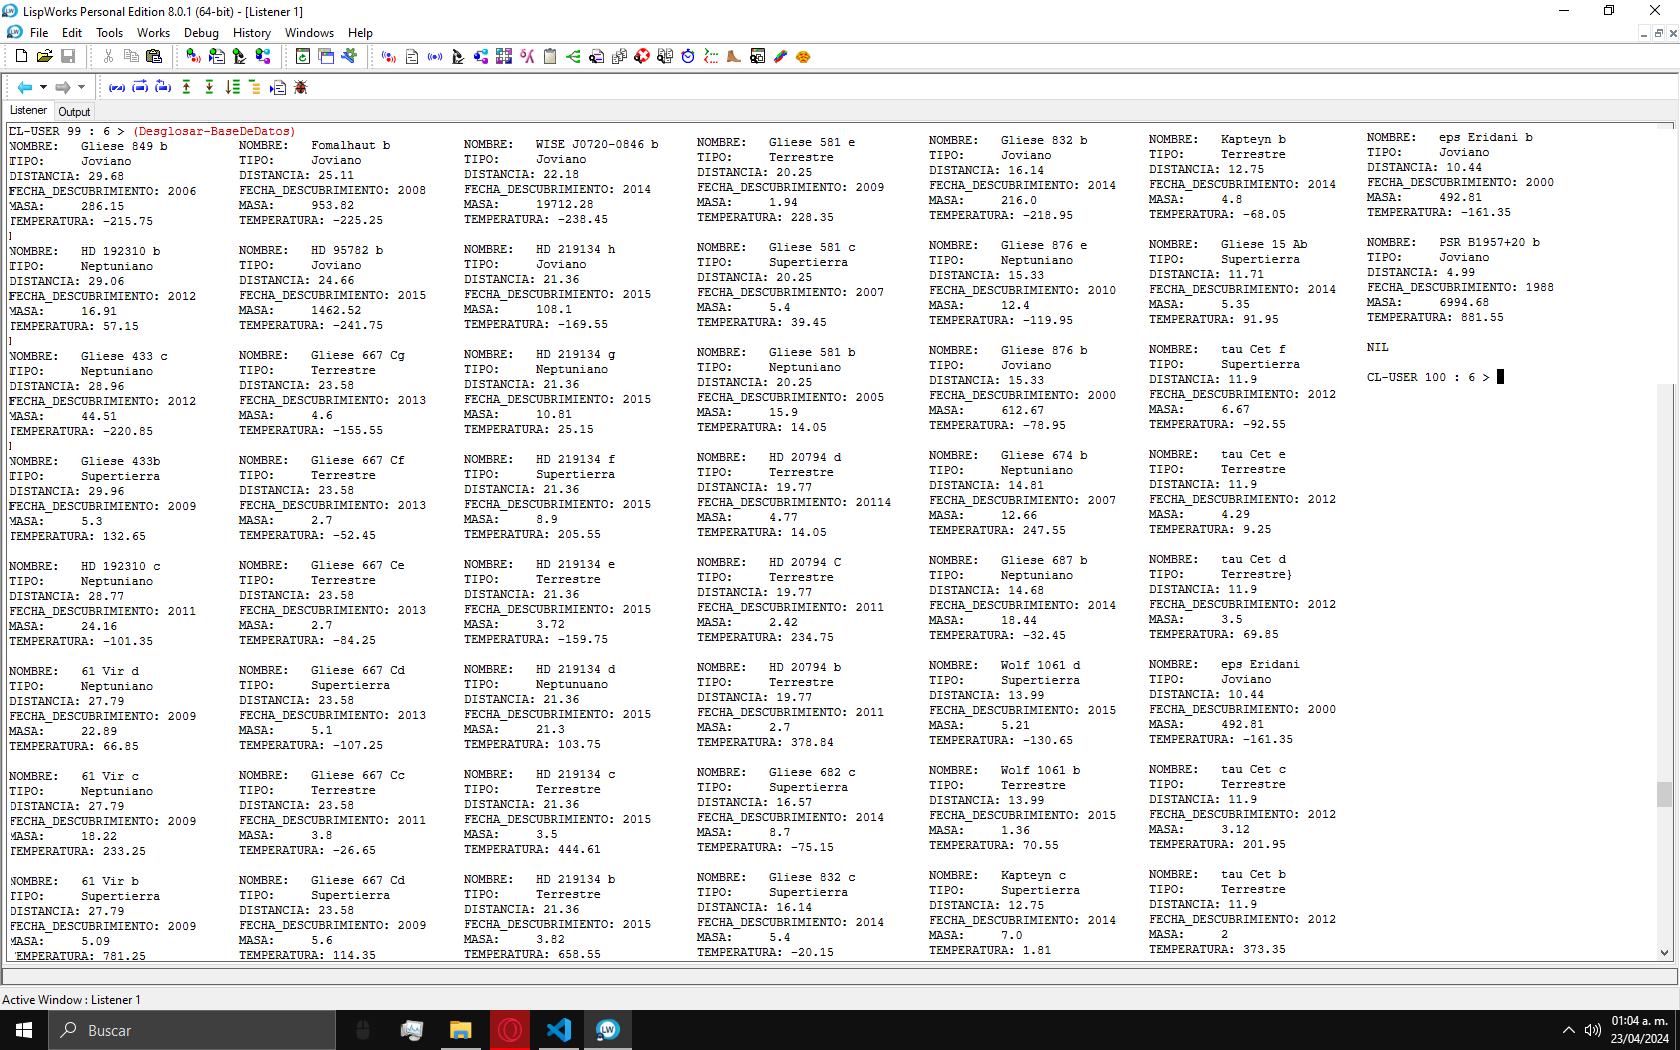 LispWorks Personal Edition 8.0.1 (64-bit) - [Listener 1]
File Edit Tools Works Debug History Windows Help
Listener Output
CL-USER 99 : 6 > (Desglosar-BaseDeDatos)
NOMBRE: Gliese 849 b
TIPO: Joviano
DISTANCIA: 29.68
FECHA_DESCUBRIMIENTO: 2006
MASA: 286.15
TEMPERATURA: -215.75
NOMBRE: HD 192310 b
TIPO: Neptuniano
DISTANCIA: 29.06
FECHA_DESCUBRIMIENTO: 2012
MASA: 16.91
TEMPERATURA: 57.15
NOMBRE: Gliese 433 c
TIPO: Neptuniano
DISTANCIA: 28.96
FECHA_DESCUBRIMIENTO: 2012
MASA: 44.51
TEMPERATURA: -220.85
NOMBRE: Gliese 433b
TIPO: Supertierra
DISTANCIA: 29.96
FECHA_DESCUBRIMIENTO: 2009
MASA: 5.3
TEMPERATURA: 132.65
NOMBRE: HD 192310 c
TIPO: Neptuniano
DISTANCIA: 28.77
FECHA_DESCUBRIMIENTO: 2011
MASA: 24.16
TEMPERATURA: -101.35
NOMBRE: 61 Vir d
TIPO: Neptuniano
DISTANCIA: 27.79
FECHA_DESCUBRIMIENTO: 2009
MASA: 22.89
TEMPERATURA: 66.85
NOMBRE: 61 Vir c
TIPO: Neptuniano
DISTANCIA: 27.79
FECHA_DESCUBRIMIENTO: 2009
MASA: 18.22
TEMPERATURA: 233.25
NOMBRE: 61 Vir b
TIPO: Supertierra
DISTANCIA: 27.79
FECHA_DESCUBRIMIENTO: 2009
MASA: 5.09
TEMPERATURA: 781.25
NOMBRE: Fomalhaut b
TIPO: Joviano
DISTANCIA: 25.11
FECHA_DESCUBRIMIENTO: 2008
MASA: 953.82
TEMPERATURA: -225.25
NOMBRE: HD 95782 b
TIPO: Joviano
DISTANCIA: 24.66
FECHA_DESCUBRIMIENTO: 2015
MASA: 1462.52
TEMPERATURA: -241.75
NOMBRE: Gliese 667 Cg
TIPO: Terrestre
DISTANCIA: 23.58
FECHA_DESCUBRIMIENTO: 2013
MASA: 4.6
TEMPERATURA: -155.55
NOMBRE: Gliese 667 Cf
TIPO: Terrestre
DISTANCIA: 23.58
FECHA_DESCUBRIMIENTO: 2013
MASA: 2.7
TEMPERATURA: -52.45
NOMBRE: Gliese 667 Ce
TIPO: Terrestre
DISTANCIA: 23.58
FECHA_DESCUBRIMIENTO: 2013
MASA: 2.7
TEMPERATURA: -84.25
NOMBRE: Gliese 667 Cd
TIPO: Supertierra
DISTANCIA: 23.58
FECHA_DESCUBRIMIENTO: 2013
MASA: 5.1
TEMPERATURA: -107.25
NOMBRE: Gliese 667 Cc
TIPO: Terrestre
DISTANCIA: 23.58
FECHA_DESCUBRIMIENTO: 2011
MASA: 3.8
TEMPERATURA: -26.65
NOMBRE: Gliese 667 Cd
TIPO: Supertierra
DISTANCIA: 23.58
FECHA_DESCUBRIMIENTO: 2009
MASA: 5.6
TEMPERATURA: 114.35
NOMBRE: WISE J0720-0846 b
TIPO: Joviano
DISTANCIA: 22.18
FECHA_DESCUBRIMIENTO: 2014
MASA: 19712.28
TEMPERATURA: -238.45
NOMBRE: HD 219134 h
TIPO: Joviano
DISTANCIA: 21.36
FECHA_DESCUBRIMIENTO: 2015
MASA: 108.1
TEMPERATURA: -169.55
NOMBRE: HD 219134 g
TIPO: Neptuniano
DISTANCIA: 21.36
FECHA_DESCUBRIMIENTO: 2015
MASA: 10.81
TEMPERATURA: 25.15
NOMBRE: HD 219134 f
TIPO: Supertierra
DISTANCIA: 21.36
FECHA_DESCUBRIMIENTO: 2015
MASA: 8.9
TEMPERATURA: 205.55
NOMBRE: HD 219134 e
TIPO: Terrestre
DISTANCIA: 21.36
FECHA_DESCUBRIMIENTO: 2015
MASA: 3.72
TEMPERATURA: -159.75
NOMBRE: HD 219134 d
TIPO: Neptunuano
DISTANCIA: 21.36
FECHA_DESCUBRIMIENTO: 2015
MASA: 21.3
TEMPERATURA: 103.75
NOMBRE: HD 219134 c
TIPO: Terrestre
DISTANCIA: 21.36
FECHA_DESCUBRIMIENTO: 2015
MASA: 3.5
TEMPERATURA: 444.61
NOMBRE: HD 219134 b
TIPO: Terrestre
DISTANCIA: 21.36
FECHA_DESCUBRIMIENTO: 2015
MASA: 3.82
TEMPERATURA: 658.55
NOMBRE: Gliese 581 e
TIPO: Terrestre
DISTANCIA: 20.25
FECHA_DESCUBRIMIENTO: 2009
MASA: 1.94
TEMPERATURA: 228.35
NOMBRE: Gliese 581 c
TIPO: Supertierra
DISTANCIA: 20.25
FECHA_DESCUBRIMIENTO: 2007
MASA: 5.4
TEMPERATURA: 39.45
NOMBRE: Gliese 581 b
TIPO: Neptuniano
DISTANCIA: 20.25
FECHA_DESCUBRIMIENTO: 2005
MASA: 15.9
TEMPERATURA: 14.05
NOMBRE: HD 20794 d
TIPO: Terrestre
DISTANCIA: 19.77
FECHA_DESCUBRIMIENTO: 20114
MASA: 4.77
TEMPERATURA: 14.05
NOMBRE: HD 20794 C
TIPO: Terrestre
DISTANCIA: 19.77
FECHA_DESCUBRIMIENTO: 2011
MASA: 2.42
TEMPERATURA: 234.75
NOMBRE: HD 20794 b
TIPO: Terrestre
DISTANCIA: 19.77
FECHA_DESCUBRIMIENTO: 2011
MASA: 2.7
TEMPERATURA: 378.84
NOMBRE: Gliese 682 c
TIPO: Supertierra
DISTANCIA: 16.57
FECHA_DESCUBRIMIENTO: 2014
MASA: 8.7
TEMPERATURA: -75.15
NOMBRE: Gliese 832 c
TIPO: Supertierra
DISTANCIA: 16.14
FECHA_DESCUBRIMIENTO: 2014
MASA: 5.4
TEMPERATURA: -20.15
NOMBRE: Gliese 832 b
TIPO: Joviano
DISTANCIA: 16.14
FECHA_DESCUBRIMIENTO: 2014
MASA: 216.0
TEMPERATURA: -218.95
NOMBRE: Gliese 876 e
TIPO: Neptuniano
DISTANCIA: 15.33
FECHA_DESCUBRIMIENTO: 2010
MASA: 12.4
TEMPERATURA: -119.95
NOMBRE: Gliese 876 b
TIPO: Joviano
DISTANCIA: 15.33
FECHA_DESCUBRIMIENTO: 2000
MASA: 612.67
TEMPERATURA: -78.95
NOMBRE: Gliese 674 b
TIPO: Neptuniano
DISTANCIA: 14.81
FECHA_DESCUBRIMIENTO: 2007
MASA: 12.66
TEMPERATURA: 247.55
NOMBRE: Gliese 687 b
TIPO: Neptuniano
DISTANCIA: 14.68
FECHA_DESCUBRIMIENTO: 2014
MASA: 18.44
TEMPERATURA: -32.45
NOMBRE: Wolf 1061 d
TIPO: Supertierra
DISTANCIA: 13.99
FECHA_DESCUBRIMIENTO: 2015
MASA: 5.21
TEMPERATURA: -130.65
NOMBRE: Wolf 1061 b
TIPO: Terrestre
DISTANCIA: 13.99
FECHA_DESCUBRIMIENTO: 2015
MASA: 1.36
TEMPERATURA: 70.55
NOMBRE: Kapteyn c
TIPO: Supertierra
DISTANCIA: 12.75
FECHA_DESCUBRIMIENTO: 2014
MASA: 7.0
TEMPERATURA: 1.81
NOMBRE: Kapteyn b
TIPO: Terrestre
DISTANCIA: 12.75
FECHA_DESCUBRIMIENTO: 2014
MASA: 4.8
TEMPERATURA: -68.05
NOMBRE: Gliese 15 Ab
TIPO: Supertierra
DISTANCIA: 11.71
FECHA_DESCUBRIMIENTO: 2014
MASA: 5.35
TEMPERATURA: 91.95
NOMBRE: tau Cet f
TIPO: Supertierra
DISTANCIA: 11.9
FECHA_DESCUBRIMIENTO: 2012
MASA: 6.67
TEMPERATURA: -92.55
NOMBRE: tau Cet e
TIPO: Terrestre
DISTANCIA: 11.9
FECHA_DESCUBRIMIENTO: 2012
MASA: 4.29
TEMPERATURA: 9.25
NOMBRE: tau Cet d
TIPO: Terrestre}
DISTANCIA: 11.9
FECHA_DESCUBRIMIENTO: 2012
MASA: 3.5
TEMPERATURA: 69.85
NOMBRE: eps Eridani
TIPO: Joviano
DISTANCIA: 10.44
FECHA_DESCUBRIMIENTO: 2000
MASA: 492.81
TEMPERATURA: -161.35
NOMBRE: tau Cet c
TIPO: Terrestre
DISTANCIA: 11.9
FECHA_DESCUBRIMIENTO: 2012
MASA: 3.12
TEMPERATURA: 201.95
NOMBRE: tau Cet b
TIPO: Terrestre
DISTANCIA: 11.9
FECHA_DESCUBRIMIENTO: 2012
MASA: 2
TEMPERATURA: 373.35
NOMBRE: eps Eridani b
TIPO: Joviano
DISTANCIA: 10.44
FECHA_DESCUBRIMIENTO: 2000
MASA: 492.81
TEMPERATURA: -161.35
NOMBRE: PSR B1957+20 b
TIPO: Joviano
DISTANCIA: 4.99
FECHA_DESCUBRIMIENTO: 1988
MASA: 6994.68
TEMPERATURA: 881.55
NIL
CL-USER 100 : 6 >
Active Window : Listener 1
Buscar
01:04 a. m.
23/04/2024